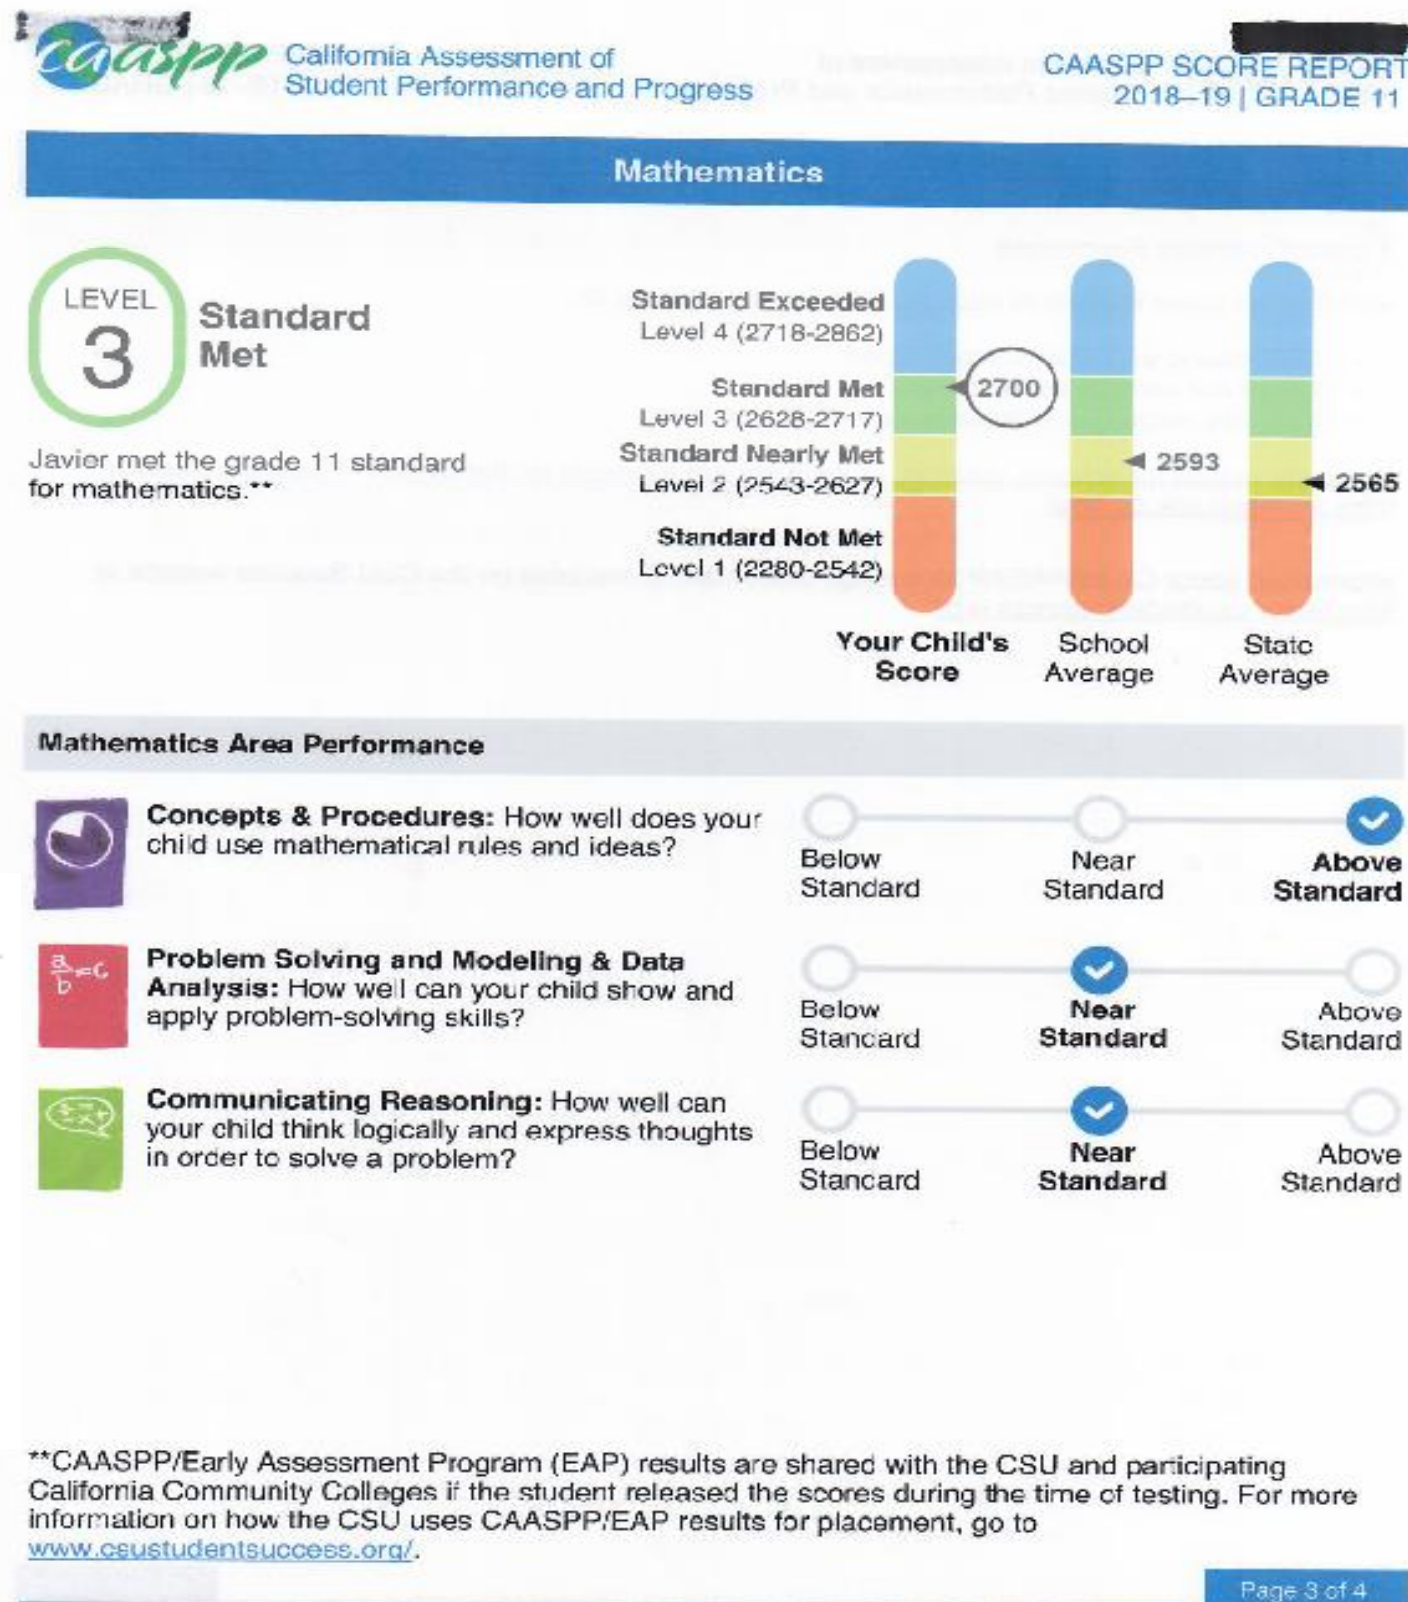 caaspp
California Assessment of
Student Performance and Progress
CAASPP SCORE REPORT
2018–19 | GRADE 11
Mathematics
LEVEL
3
Standard
Met
Javier met the grade 11 standard
for mathematics.**
Standard Exceeded
Level 4 (2718-2862)
Standard Met
Level 3 (2628-2717)
Standard Nearly Met
Level 2 (2543-2627)
Standard Not Met
Level 1 (2280-2542)
2700
2593
2565
Your Child's
Score
School
Average
State
Average
Mathematics Area Performance
Concepts & Procedures: How well does your
child use mathematical rules and ideas?
Below
Standard
Near
Standard
Above
Standard
a/b=c
Problem Solving and Modeling & Data
Analysis: How well can your child show and
apply problem-solving skills?
Below
Standard
Near
Standard
Above
Standard
Communicating Reasoning: How well can
your child think logically and express thoughts
in order to solve a problem?
Below
Standard
Near
Standard
Above
Standard
**CAASPP/Early Assessment Program (EAP) results are shared with the CSU and participating
California Community Colleges if the student released the scores during the time of testing. For more
information on how the CSU uses CAASPP/EAP results for placement, go to
www.csustudentsuccess.org/.
Page 3 of 4